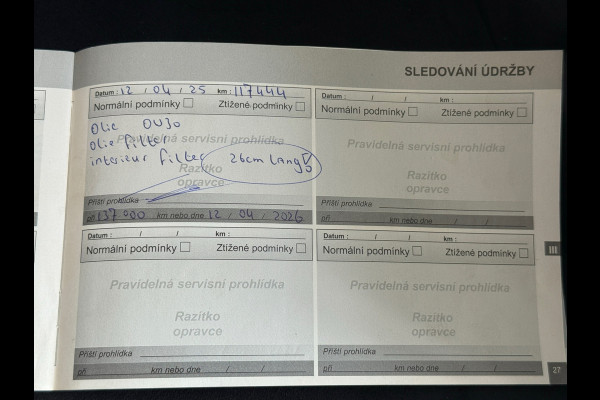 SLEDOVÁNÍ ÚDRŽBY
Datum : 12 / 04 / 25 km : 117444
Normální podmínky Ztížené podmínky
Olie OW30
Olie filter
Pravidelná servisní prohlídka
interieur filter 26cm Lang
Razítko
opravce
Příští prohlídka
při 137 000 km nebo dne 12 / 04 / 2026
Datum : / / km :
Normální podmínky Ztížené podmínky
Pravidelná servisní prohlídka
Razítko
opravce
Příští prohlídka
při km nebo dne / /
Datum : / / km :
Normální podmínky Ztížené podmínky
Pravidelná servisní prohlídka
Razítko
opravce
Příští prohlídka
při km nebo dne / /
Datum : / / km :
Normální podmínky Ztížené podmínky
Pravidelná servisní prohlídka
Razítko
opravce
Příští prohlídka
při km nebo dne / /
III
27